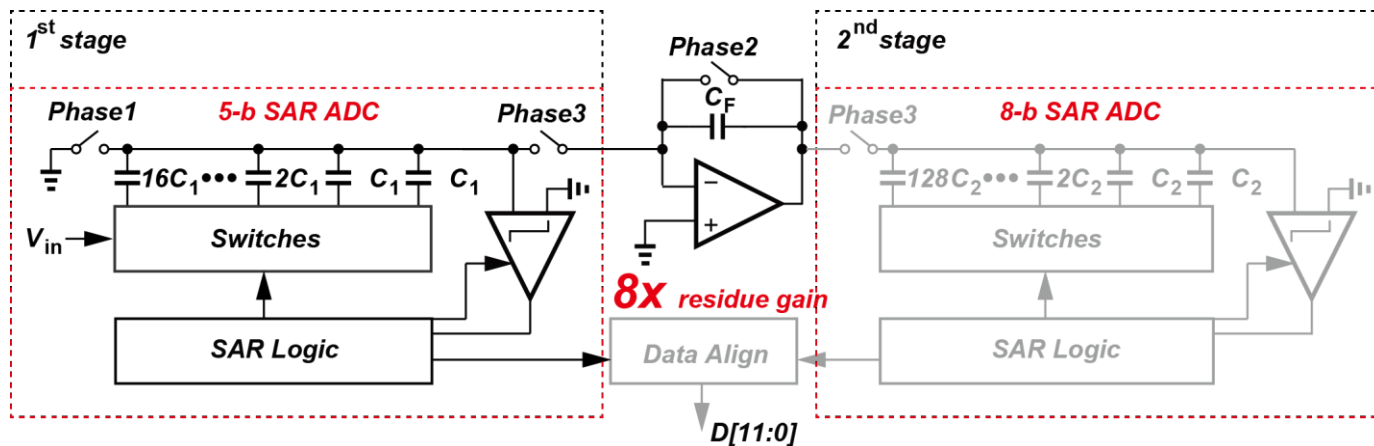 1st stage
2nd stage
Phase2
Phase1
5-b SAR ADC
Phase3
CF
Phase3
8-b SAR ADC
16C1••• 2C1 C1 C1
128C2••• 2C2 C2 C2
− +
Vin
Switches
Switches
8x residue gain
SAR Logic
Data Align
SAR Logic
D[11:0]